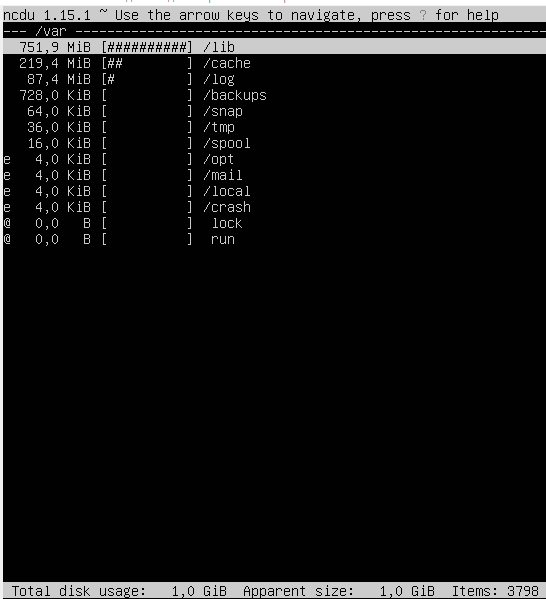 ncdu 1.15.1 ~ Use the arrow keys to navigate, press ? for help
--- /var ----------------------------------------------------------
  751,9 MiB [##########] /lib
  219,4 MiB [##        ] /cache
   87,4 MiB [#         ] /log
  728,0 KiB [          ] /backups
   64,0 KiB [          ] /snap
   36,0 KiB [          ] /tmp
   16,0 KiB [          ] /spool
e   4,0 KiB [          ] /opt
e   4,0 KiB [          ] /mail
e   4,0 KiB [          ] /local
e   4,0 KiB [          ] /crash
@   0,0   B [          ]  lock
@   0,0   B [          ]  run
 Total disk usage:   1,0 GiB  Apparent size:   1,0 GiB  Items: 3798